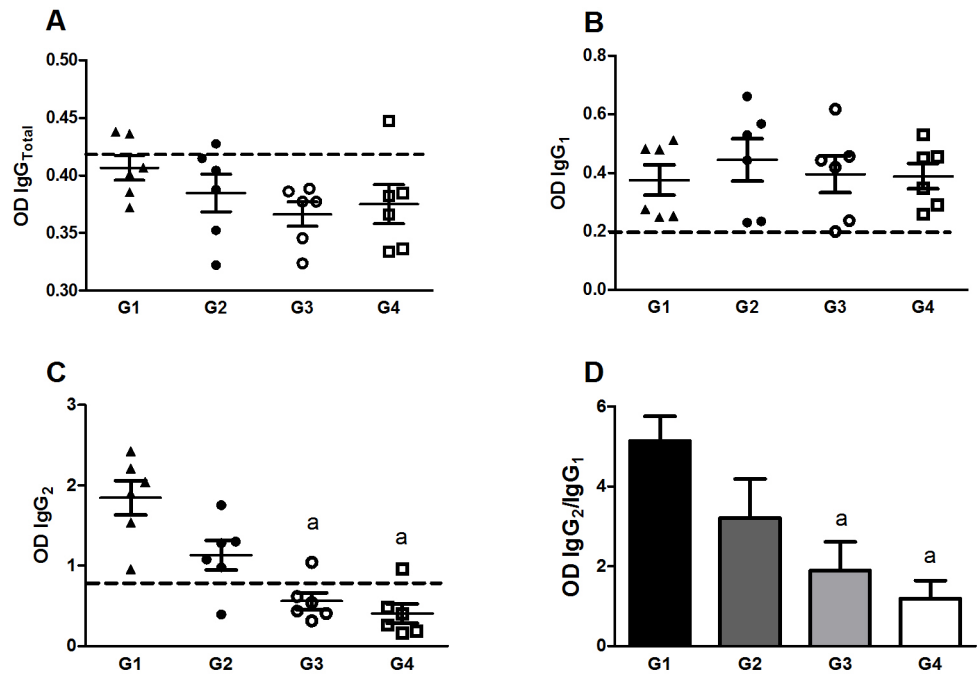 A
OD IgGTotal
0.50
0.45
0.40
0.35
0.30
G1 G2 G3 G4
B
OD IgG1
0.8
0.6
0.4
0.2
0.0
G1 G2 G3 G4
C
OD IgG2
3
2
1
0
a
a
G1 G2 G3 G4
D
OD IgG2/IgG1
6
4
2
0
a
a
G1 G2 G3 G4